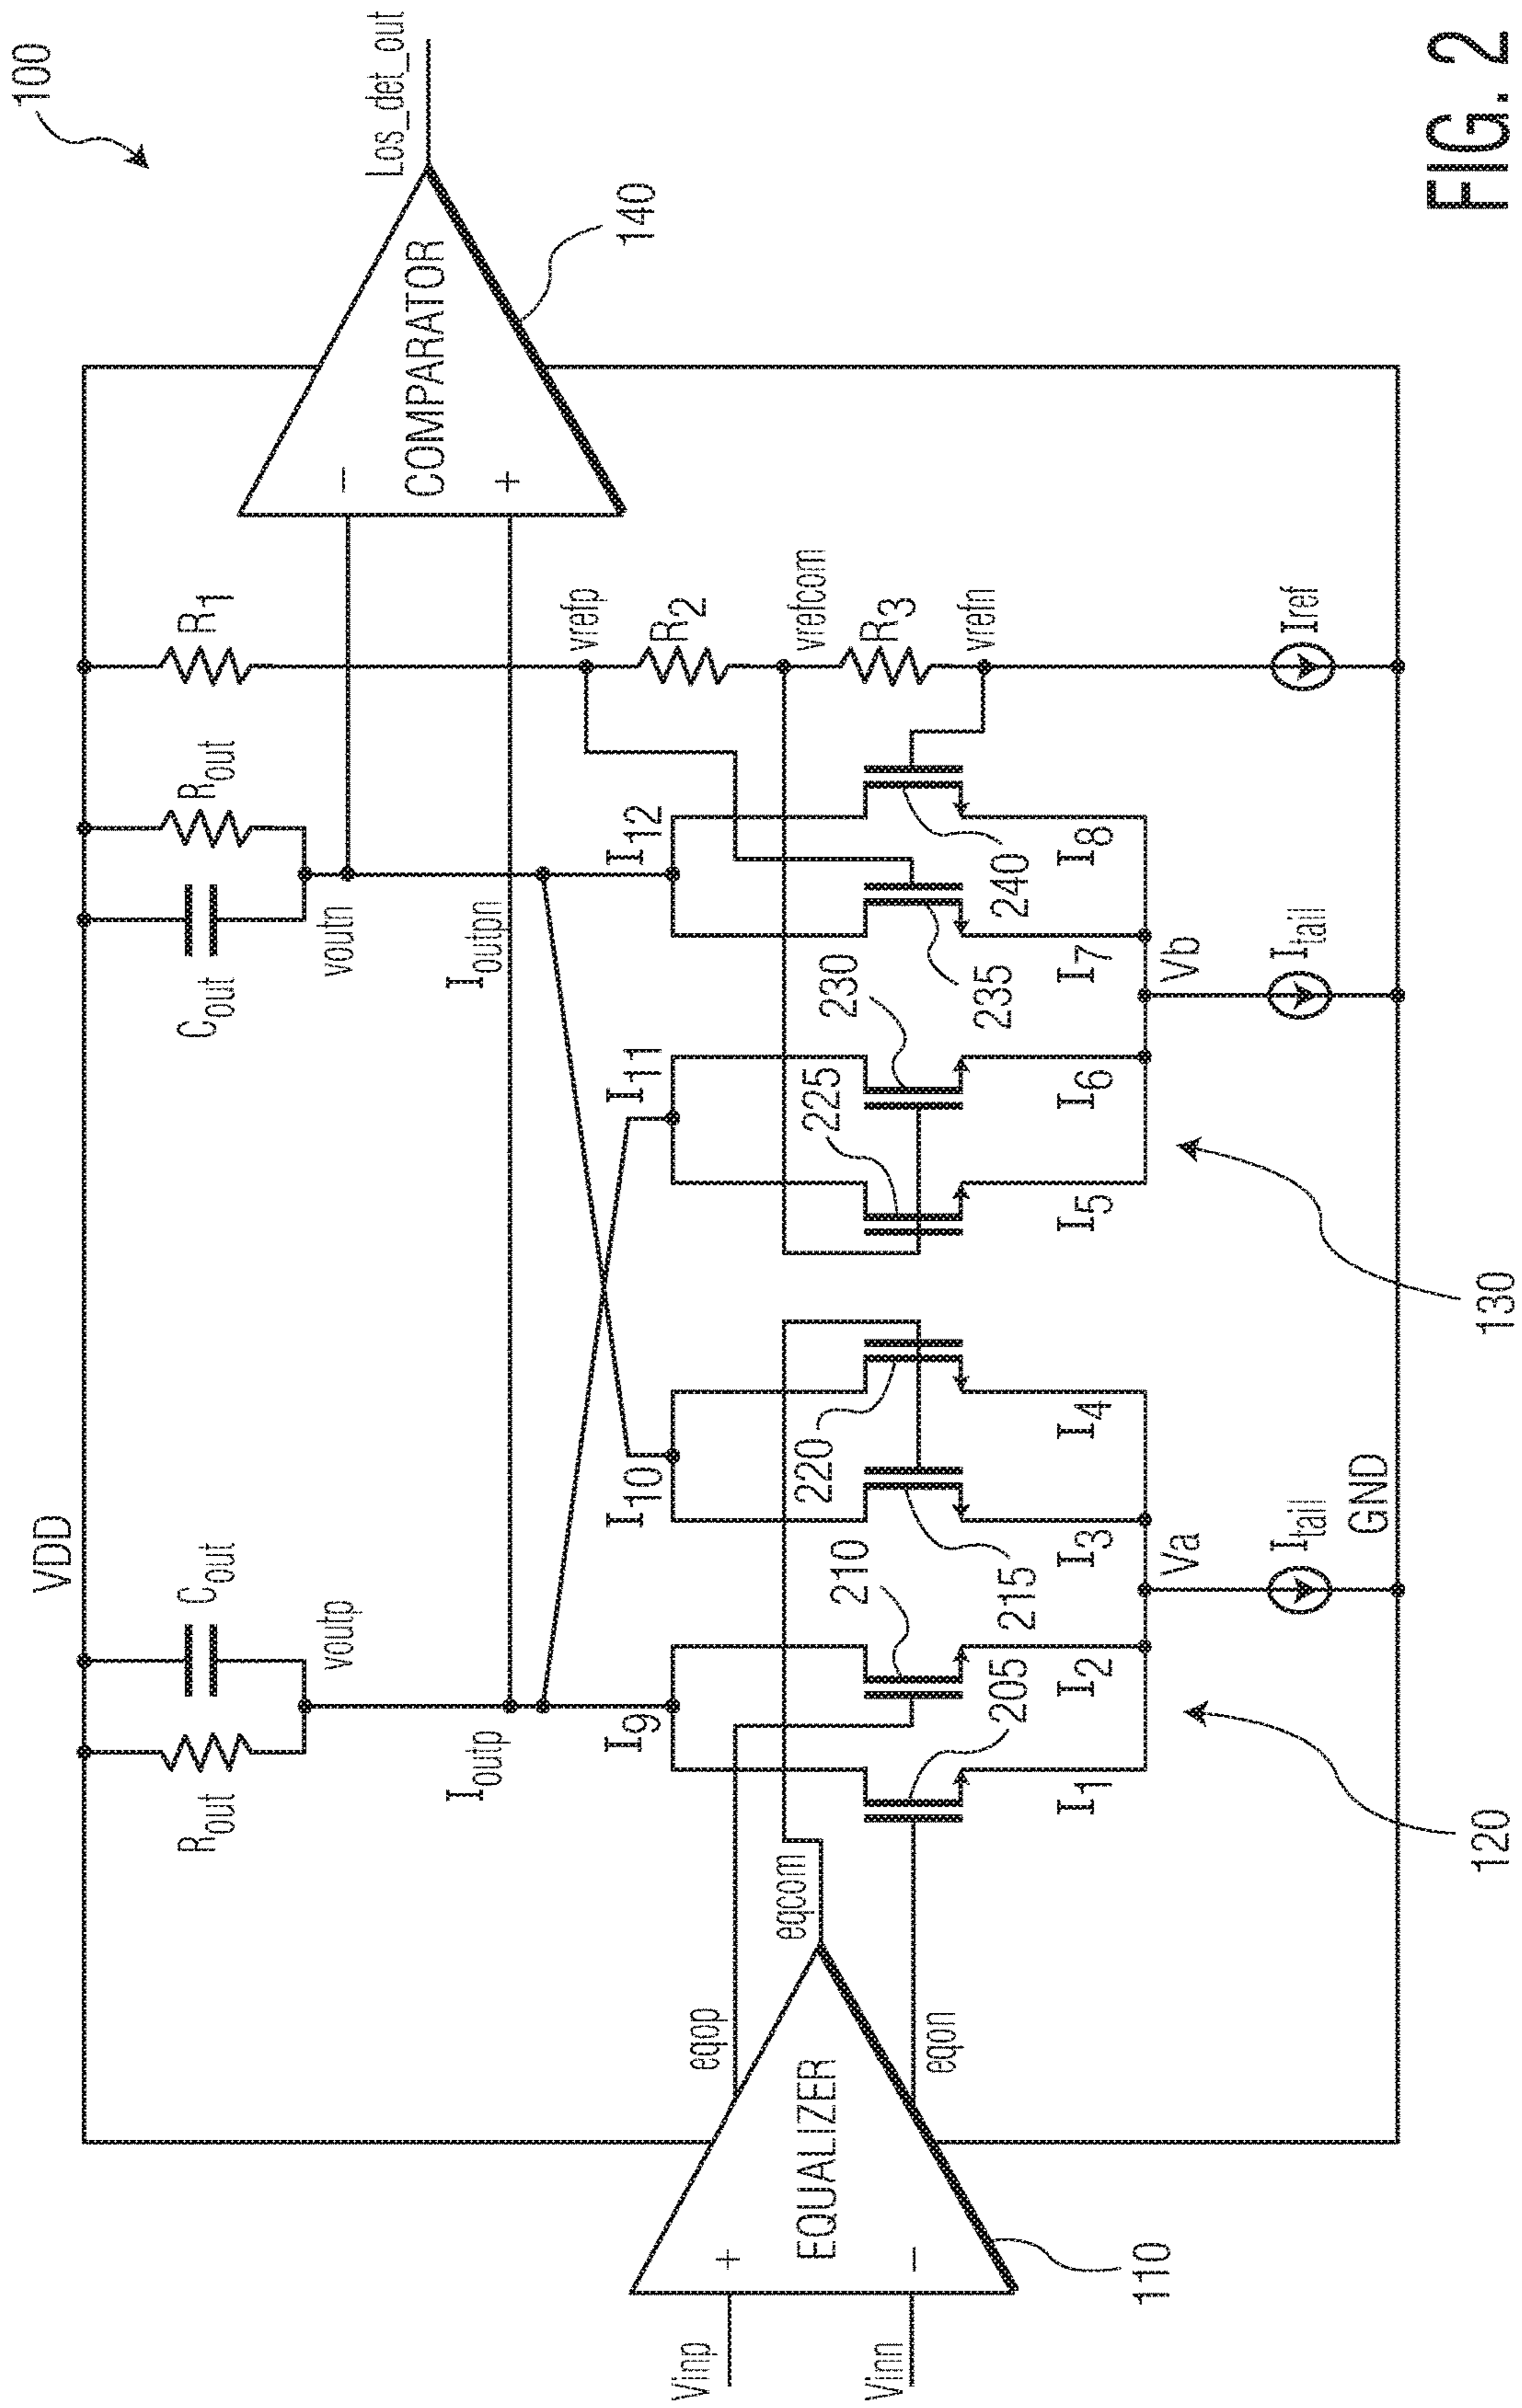 100
VDD
Rout
Cout
voutp
Cout
Rout
voutn
R1
Los_det_out
COMPARATOR
−
+
140
Ioutp
Ioutpn
vrefp
R2
vrefcom
R3
vrefn
I9
I10
I11
I12
Vinp
Vinn
+
−
EQUALIZER
110
eqop
eqcom
eqon
205
210
215
220
225
230
235
240
I1
I2
I3
I4
I5
I6
I7
I8
Va
Vb
Itail
Itail
Iref
GND
120
130
FIG. 2